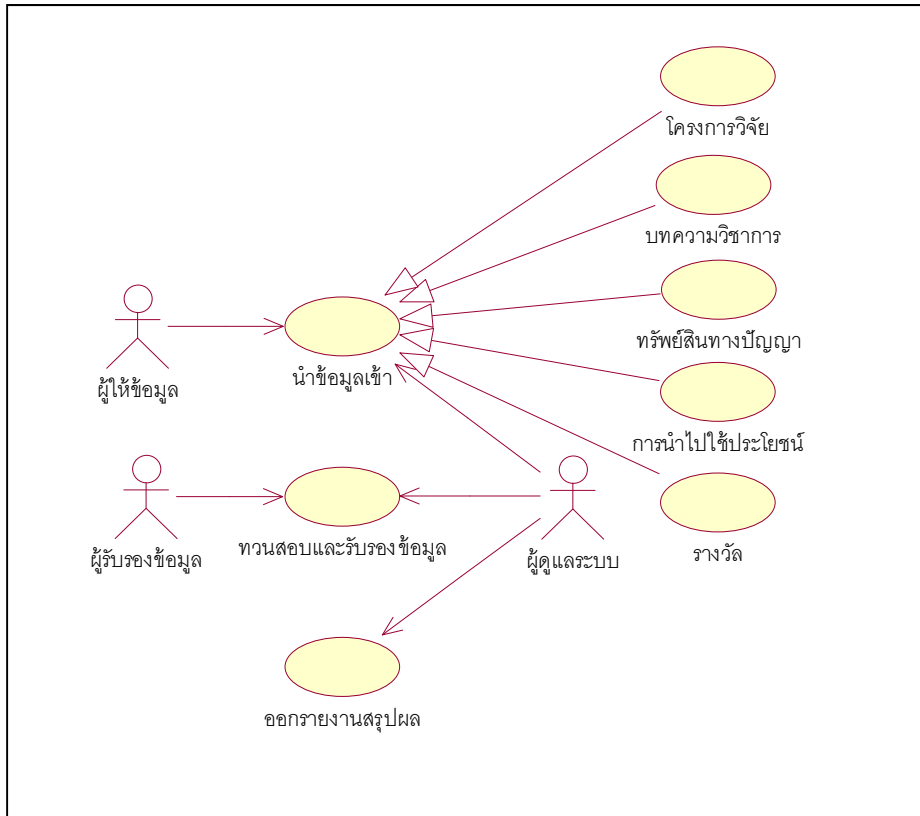 โครงการวิจัย
บทความวิชาการ
ทรัพย์สินทางปัญญา
ผู้ให้ข้อมูล
นำข้อมูลเข้า
การนำไปใช้ประโยชน์
ผู้รับรองข้อมูล
ทวนสอบและรับรองข้อมูล
ผู้ดูแลระบบ
รางวัล
ออกรายงานสรุปผล